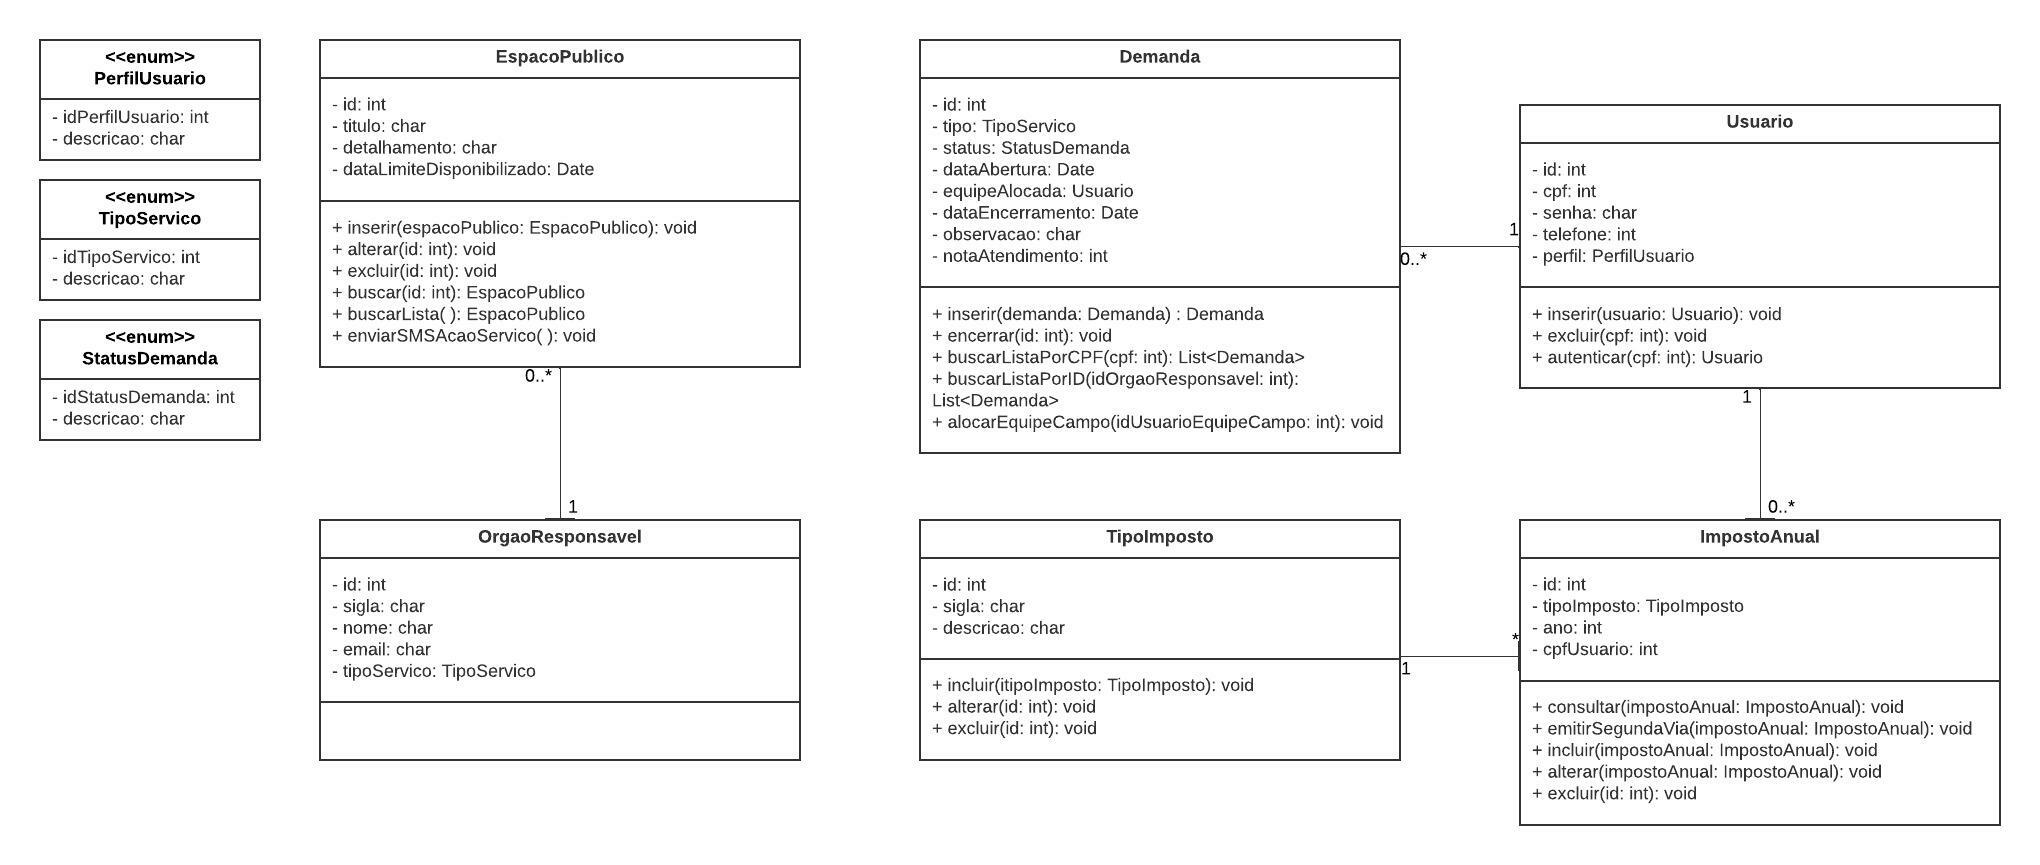 <<enum>>
PerfilUsuario
- idPerfilUsuario: int
- descricao: char
<<enum>>
TipoServico
- idTipoServico: int
- descricao: char
<<enum>>
StatusDemanda
- idStatusDemanda: int
- descricao: char
EspacoPublico
- id: int
- titulo: char
- detalhamento: char
- dataLimiteDisponibilizado: Date
+ inserir(espacoPublico: EspacoPublico): void
+ alterar(id: int): void
+ excluir(id: int): void
+ buscar(id: int): EspacoPublico
+ buscarLista( ): EspacoPublico
+ enviarSMSAcaoServico( ): void
0..*
1
OrgaoResponsavel
- id: int
- sigla: char
- nome: char
- email: char
- tipoServico: TipoServico
Demanda
- id: int
- tipo: TipoServico
- status: StatusDemanda
- dataAbertura: Date
- equipeAlocada: Usuario
- dataEncerramento: Date
- observacao: char
- notaAtendimento: int
+ inserir(demanda: Demanda) : Demanda
+ encerrar(id: int): void
+ buscarListaPorCPF(cpf: int): List<Demanda>
+ buscarListaPorID(idOrgaoResponsavel: int):
List<Demanda>
+ alocarEquipeCampo(idUsuarioEquipeCampo: int): void
1
0..*
Usuario
- id: int
- cpf: int
- senha: char
- telefone: int
- perfil: PerfilUsuario
+ inserir(usuario: Usuario): void
+ excluir(cpf: int): void
+ autenticar(cpf: int): Usuario
1
0..*
TipoImposto
- id: int
- sigla: char
- descricao: char
+ incluir(itipoImposto: TipoImposto): void
+ alterar(id: int): void
+ excluir(id: int): void
*
1
ImpostoAnual
- id: int
- tipoImposto: TipoImposto
- ano: int
- cpfUsuario: int
+ consultar(impostoAnual: ImpostoAnual): void
+ emitirSegundaVia(impostoAnual: ImpostoAnual): void
+ incluir(impostoAnual: ImpostoAnual): void
+ alterar(impostoAnual: ImpostoAnual): void
+ excluir(id: int): void